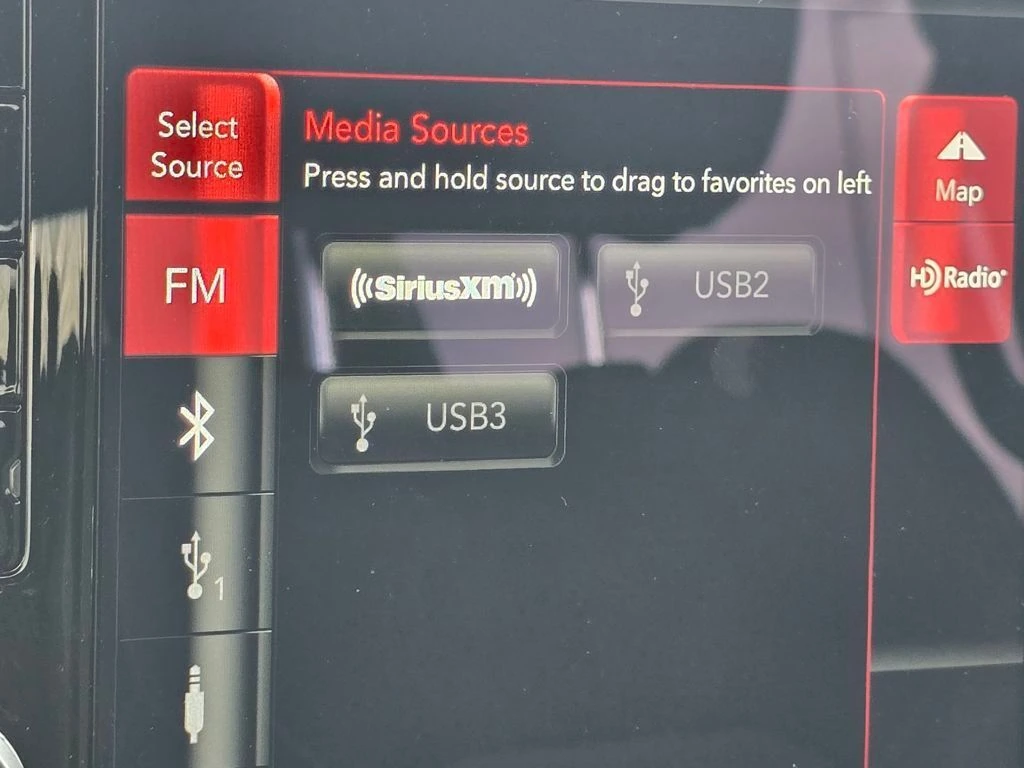 Select
Source
Media Sources
Press and hold source to drag to favorites on left
Map
FM
SiriusXM
USB2
HD Radio
USB3
1